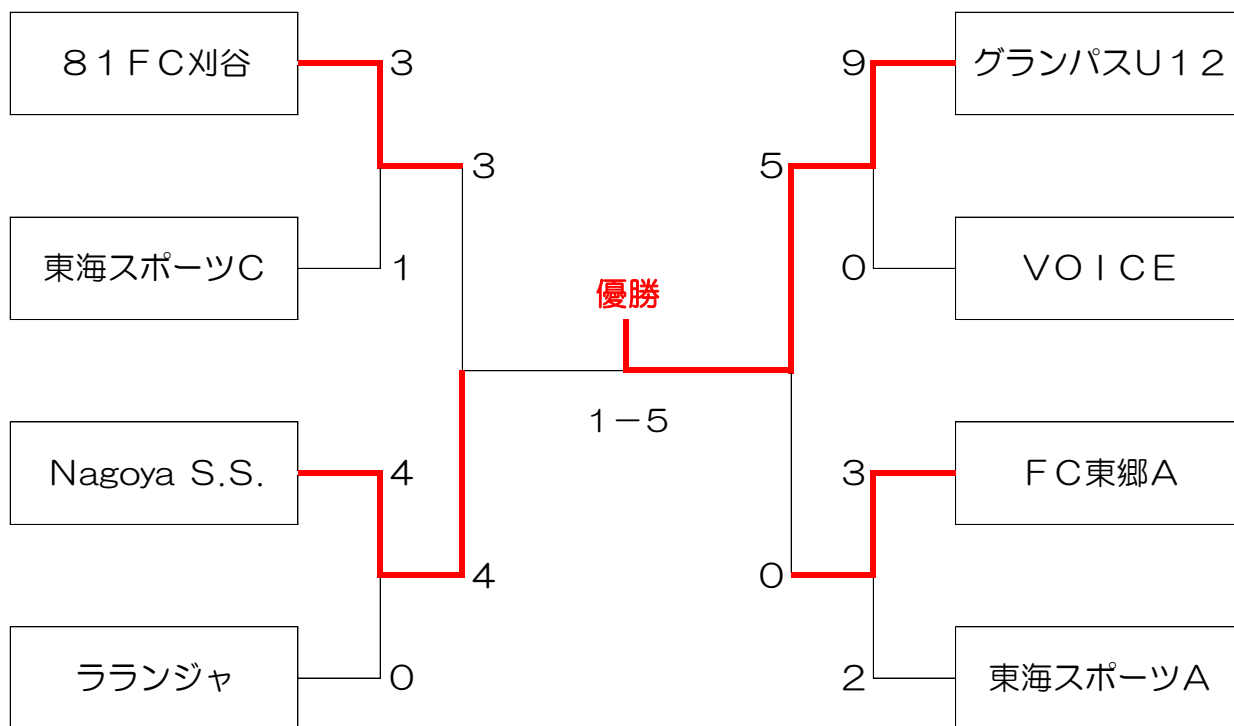 ８１ＦＣ刈谷
３
９
グランパスＵ１２
３
５
東海スポーツＣ
１
０
ＶＯＩＣＥ
優勝
１－５
Nagoya S.S.
４
３
ＦＣ東郷Ａ
４
０
ラランジャ
０
２
東海スポーツＡ